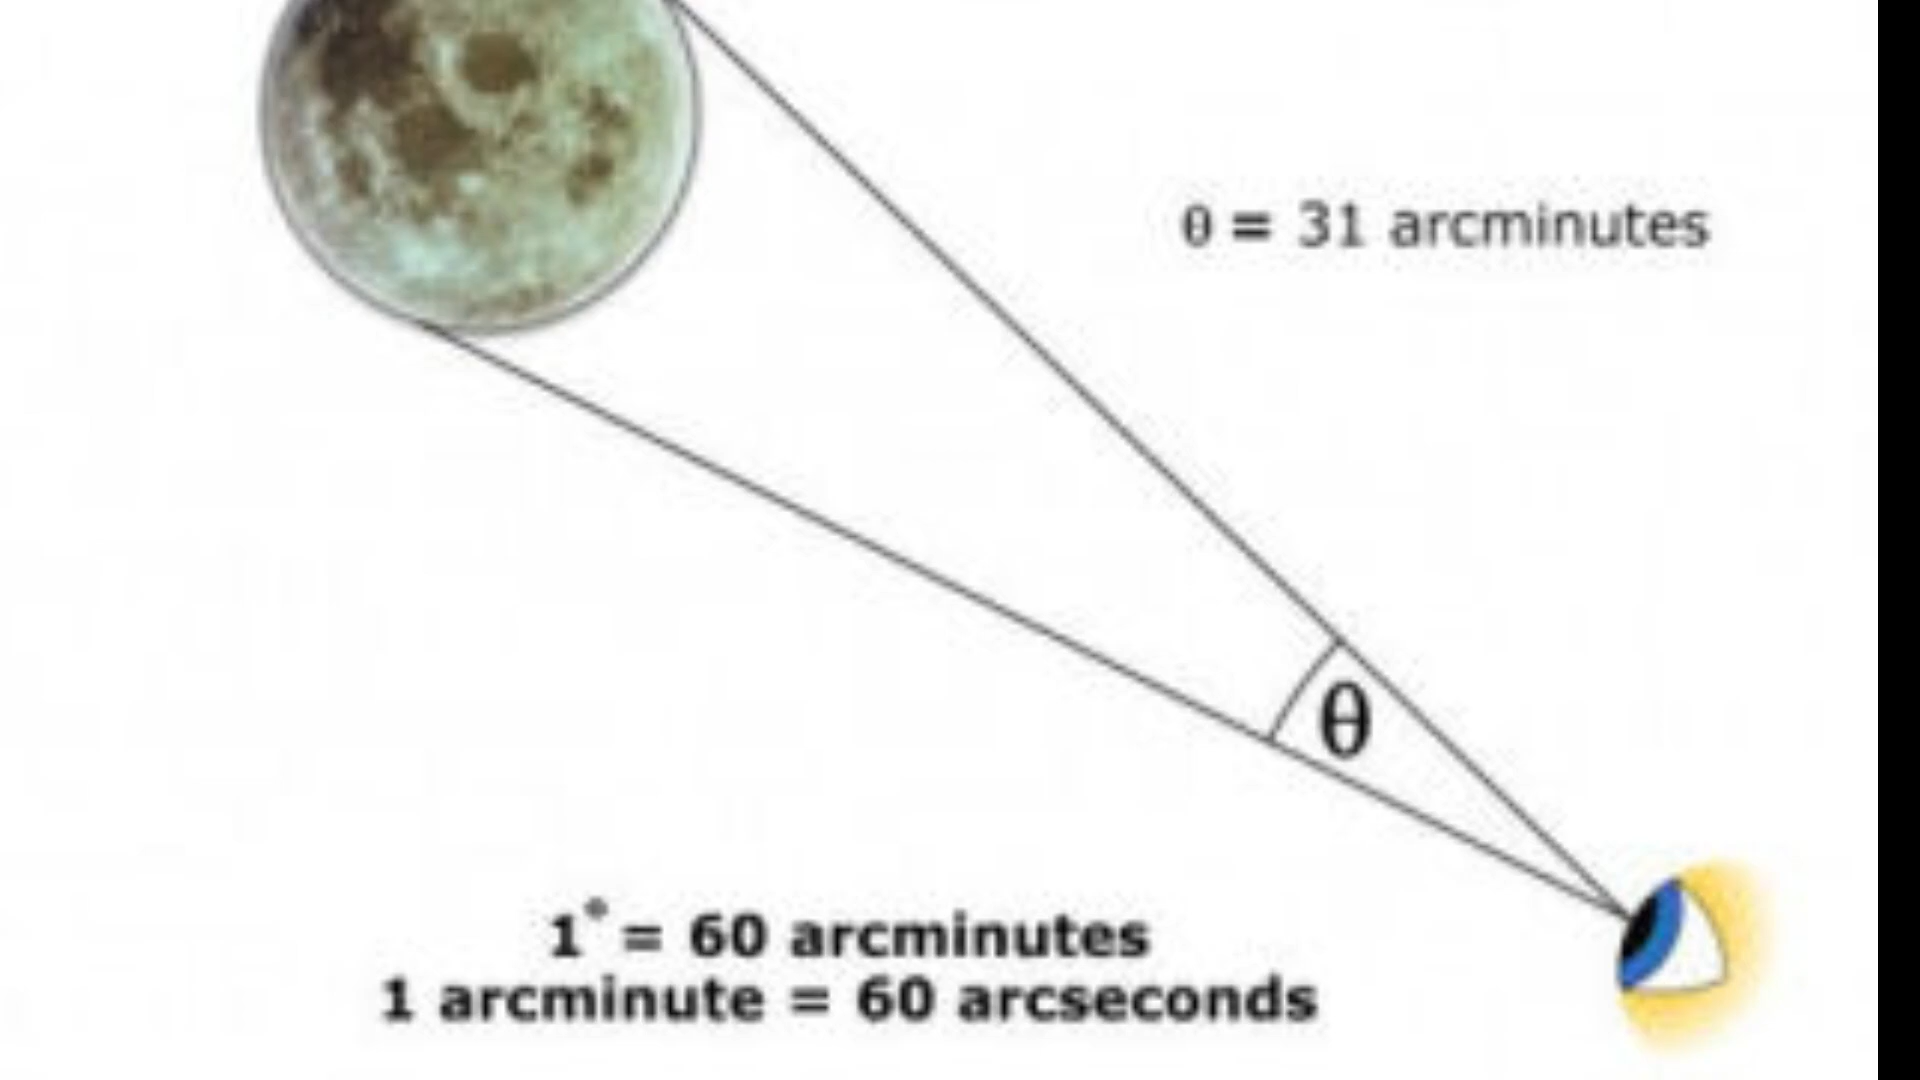 θ = 31 arcminutes
θ
1° = 60 arcminutes
1 arcminute = 60 arcseconds